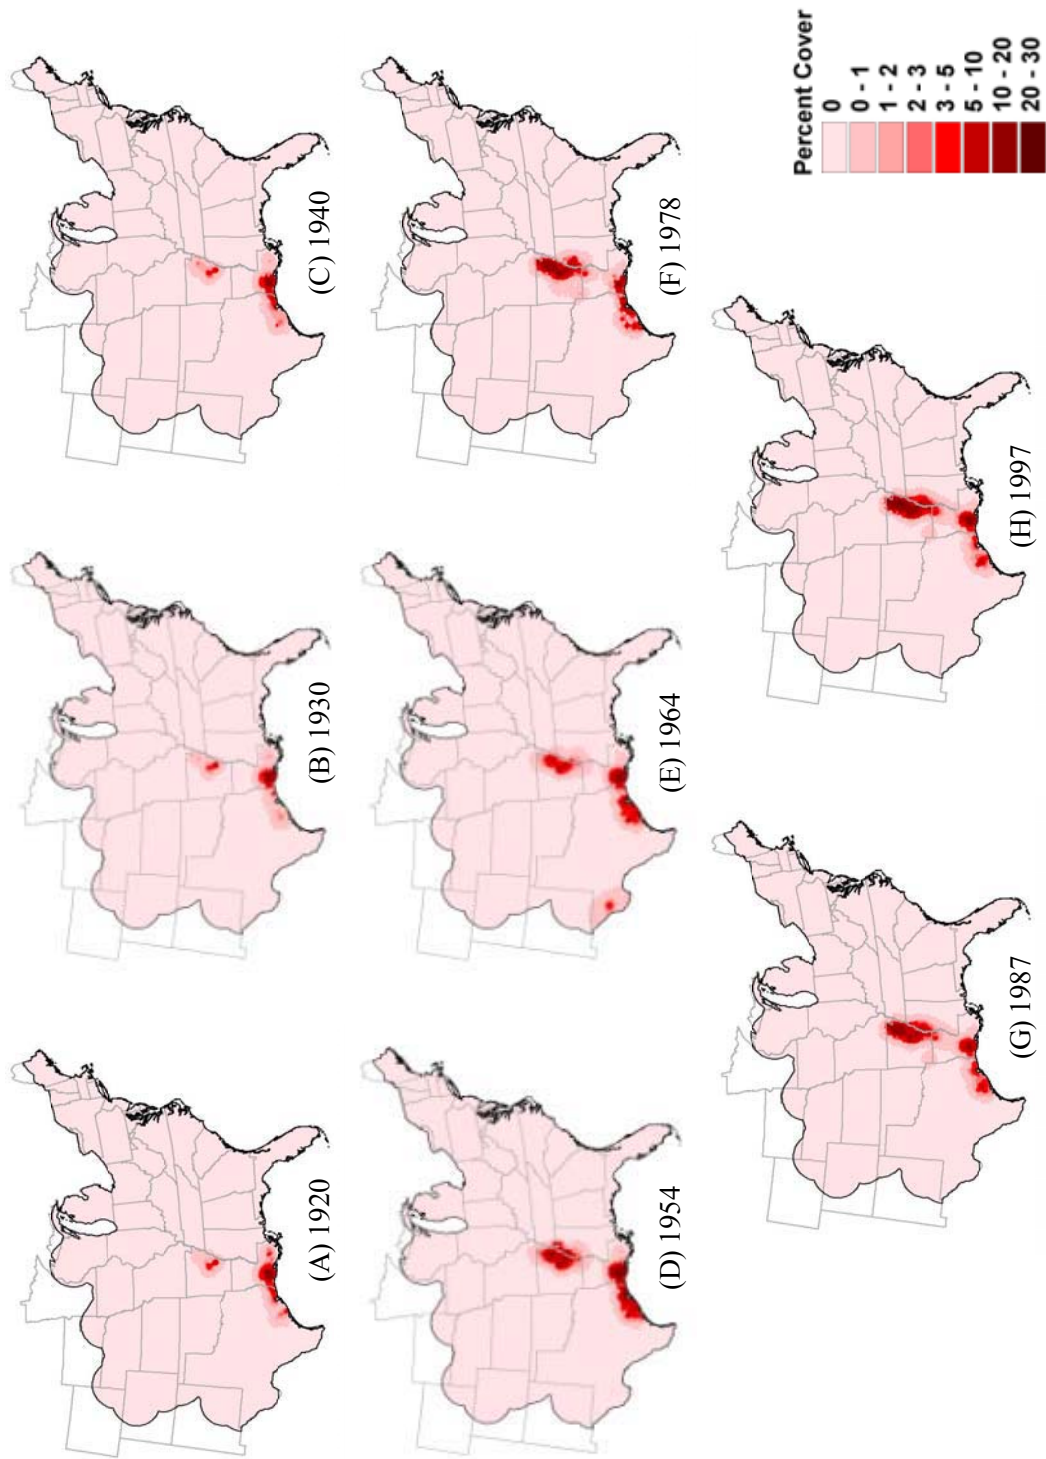 (A) 1920
(B) 1930
(C) 1940
(D) 1954
(E) 1964
(F) 1978
(G) 1987
(H) 1997
Percent Cover
0
0 - 1
1 - 2
2 - 3
3 - 5
5 - 10
10 - 20
20 - 30